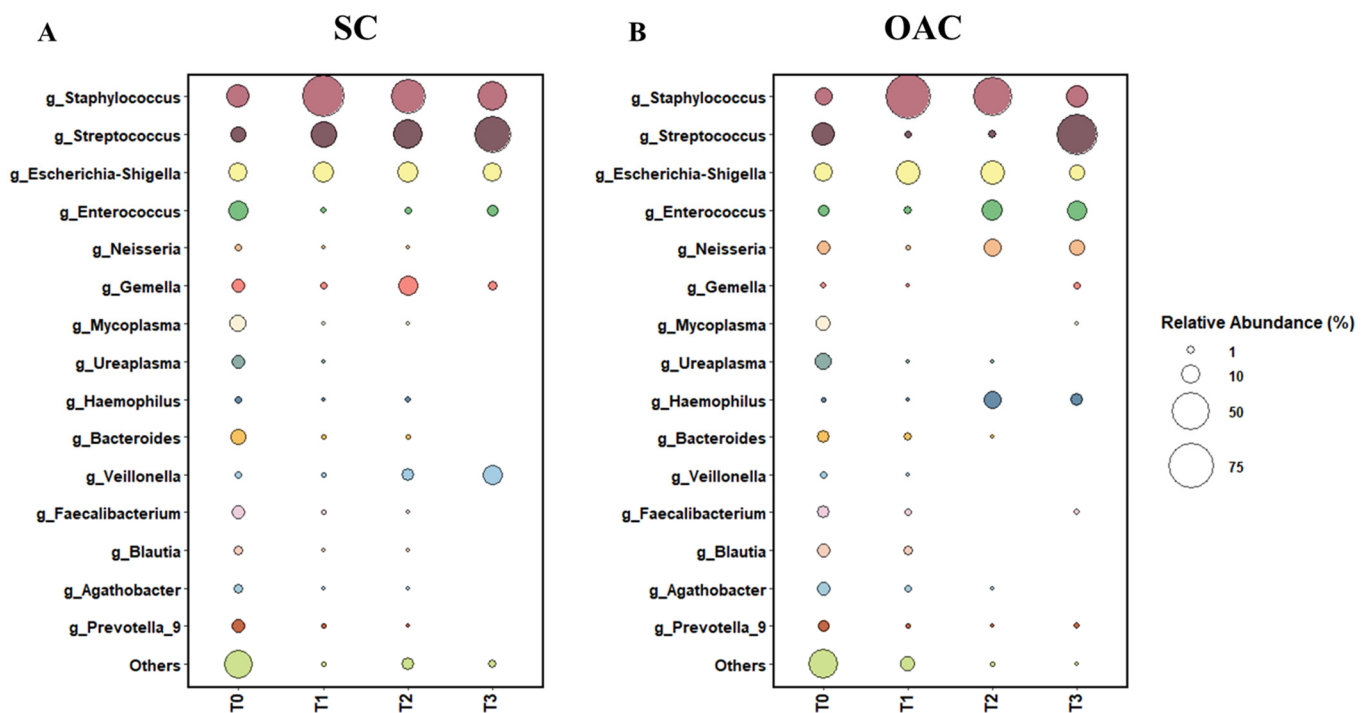 A
SC
g_Staphylococcus
g_Streptococcus
g_Escherichia-Shigella
g_Enterococcus
g_Neisseria
g_Gemella
g_Mycoplasma
g_Ureaplasma
g_Haemophilus
g_Bacteroides
g_Veillonella
g_Faecalibacterium
g_Blautia
g_Agathobacter
g_Prevotella_9
Others
T0
T1
T2
T3
B
OAC
g_Staphylococcus
g_Streptococcus
g_Escherichia-Shigella
g_Enterococcus
g_Neisseria
g_Gemella
g_Mycoplasma
g_Ureaplasma
g_Haemophilus
g_Bacteroides
g_Veillonella
g_Faecalibacterium
g_Blautia
g_Agathobacter
g_Prevotella_9
Others
T0
T1
T2
T3
Relative Abundance (%)
1
10
50
75